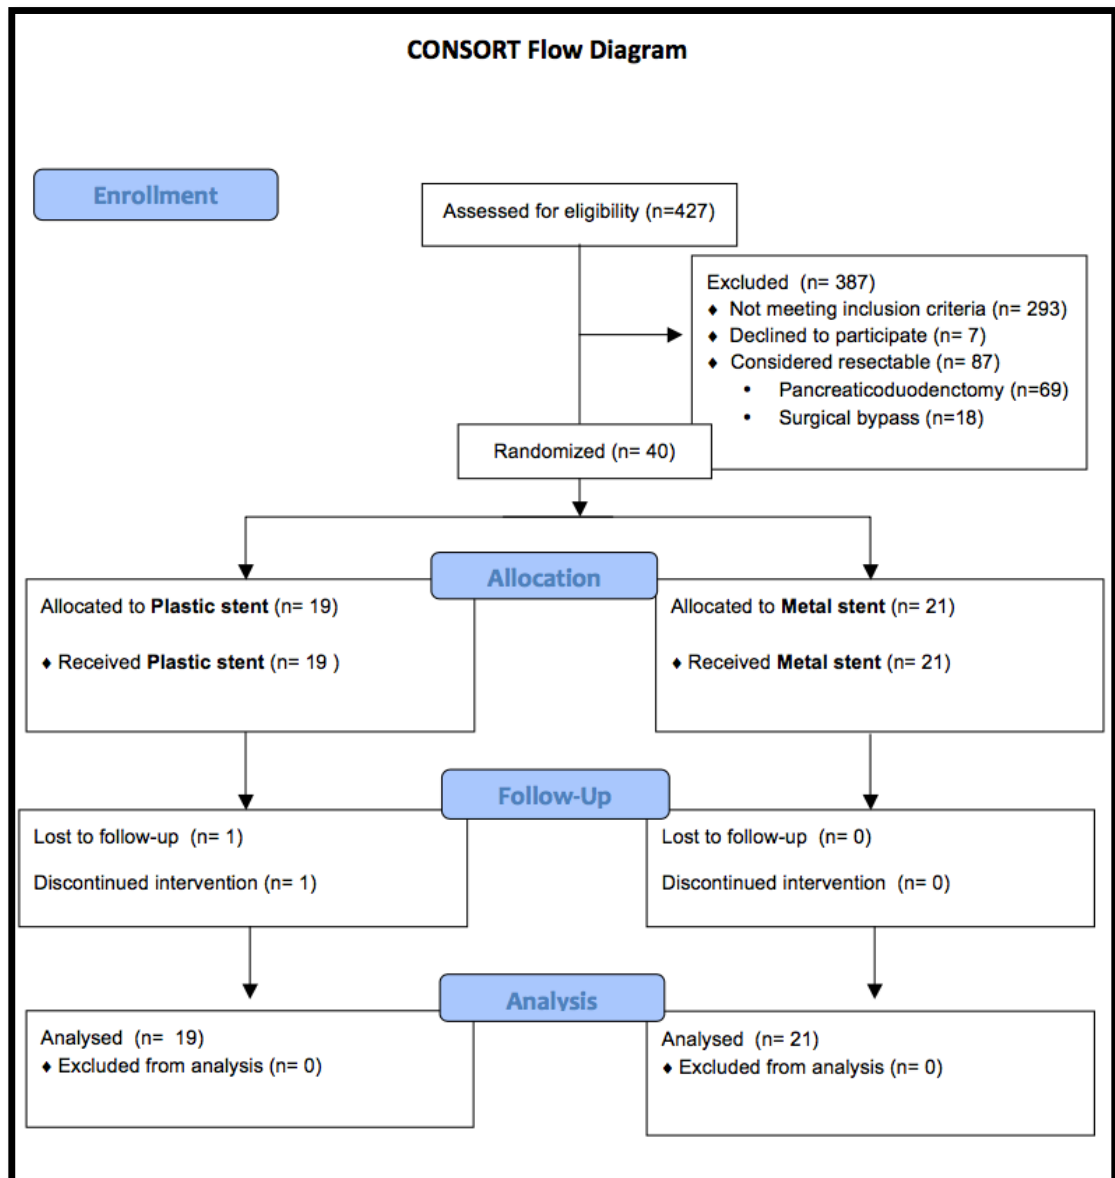 CONSORT Flow Diagram
Enrollment
Assessed for eligibility (n=427)
Excluded (n= 387)
♦ Not meeting inclusion criteria (n= 293)
♦ Declined to participate (n= 7)
♦ Considered resectable (n= 87)
• Pancreaticoduodenctomy (n=69)
• Surgical bypass (n=18)
Randomized (n= 40)
Allocation
Allocated to Plastic stent (n= 19)
♦ Received Plastic stent (n= 19 )
Allocated to Metal stent (n= 21)
♦ Received Metal stent (n= 21)
Follow-Up
Lost to follow-up (n= 1)
Discontinued intervention (n= 1)
Lost to follow-up (n= 0)
Discontinued intervention (n= 0)
Analysis
Analysed (n= 19)
♦ Excluded from analysis (n= 0)
Analysed (n= 21)
♦ Excluded from analysis (n= 0)